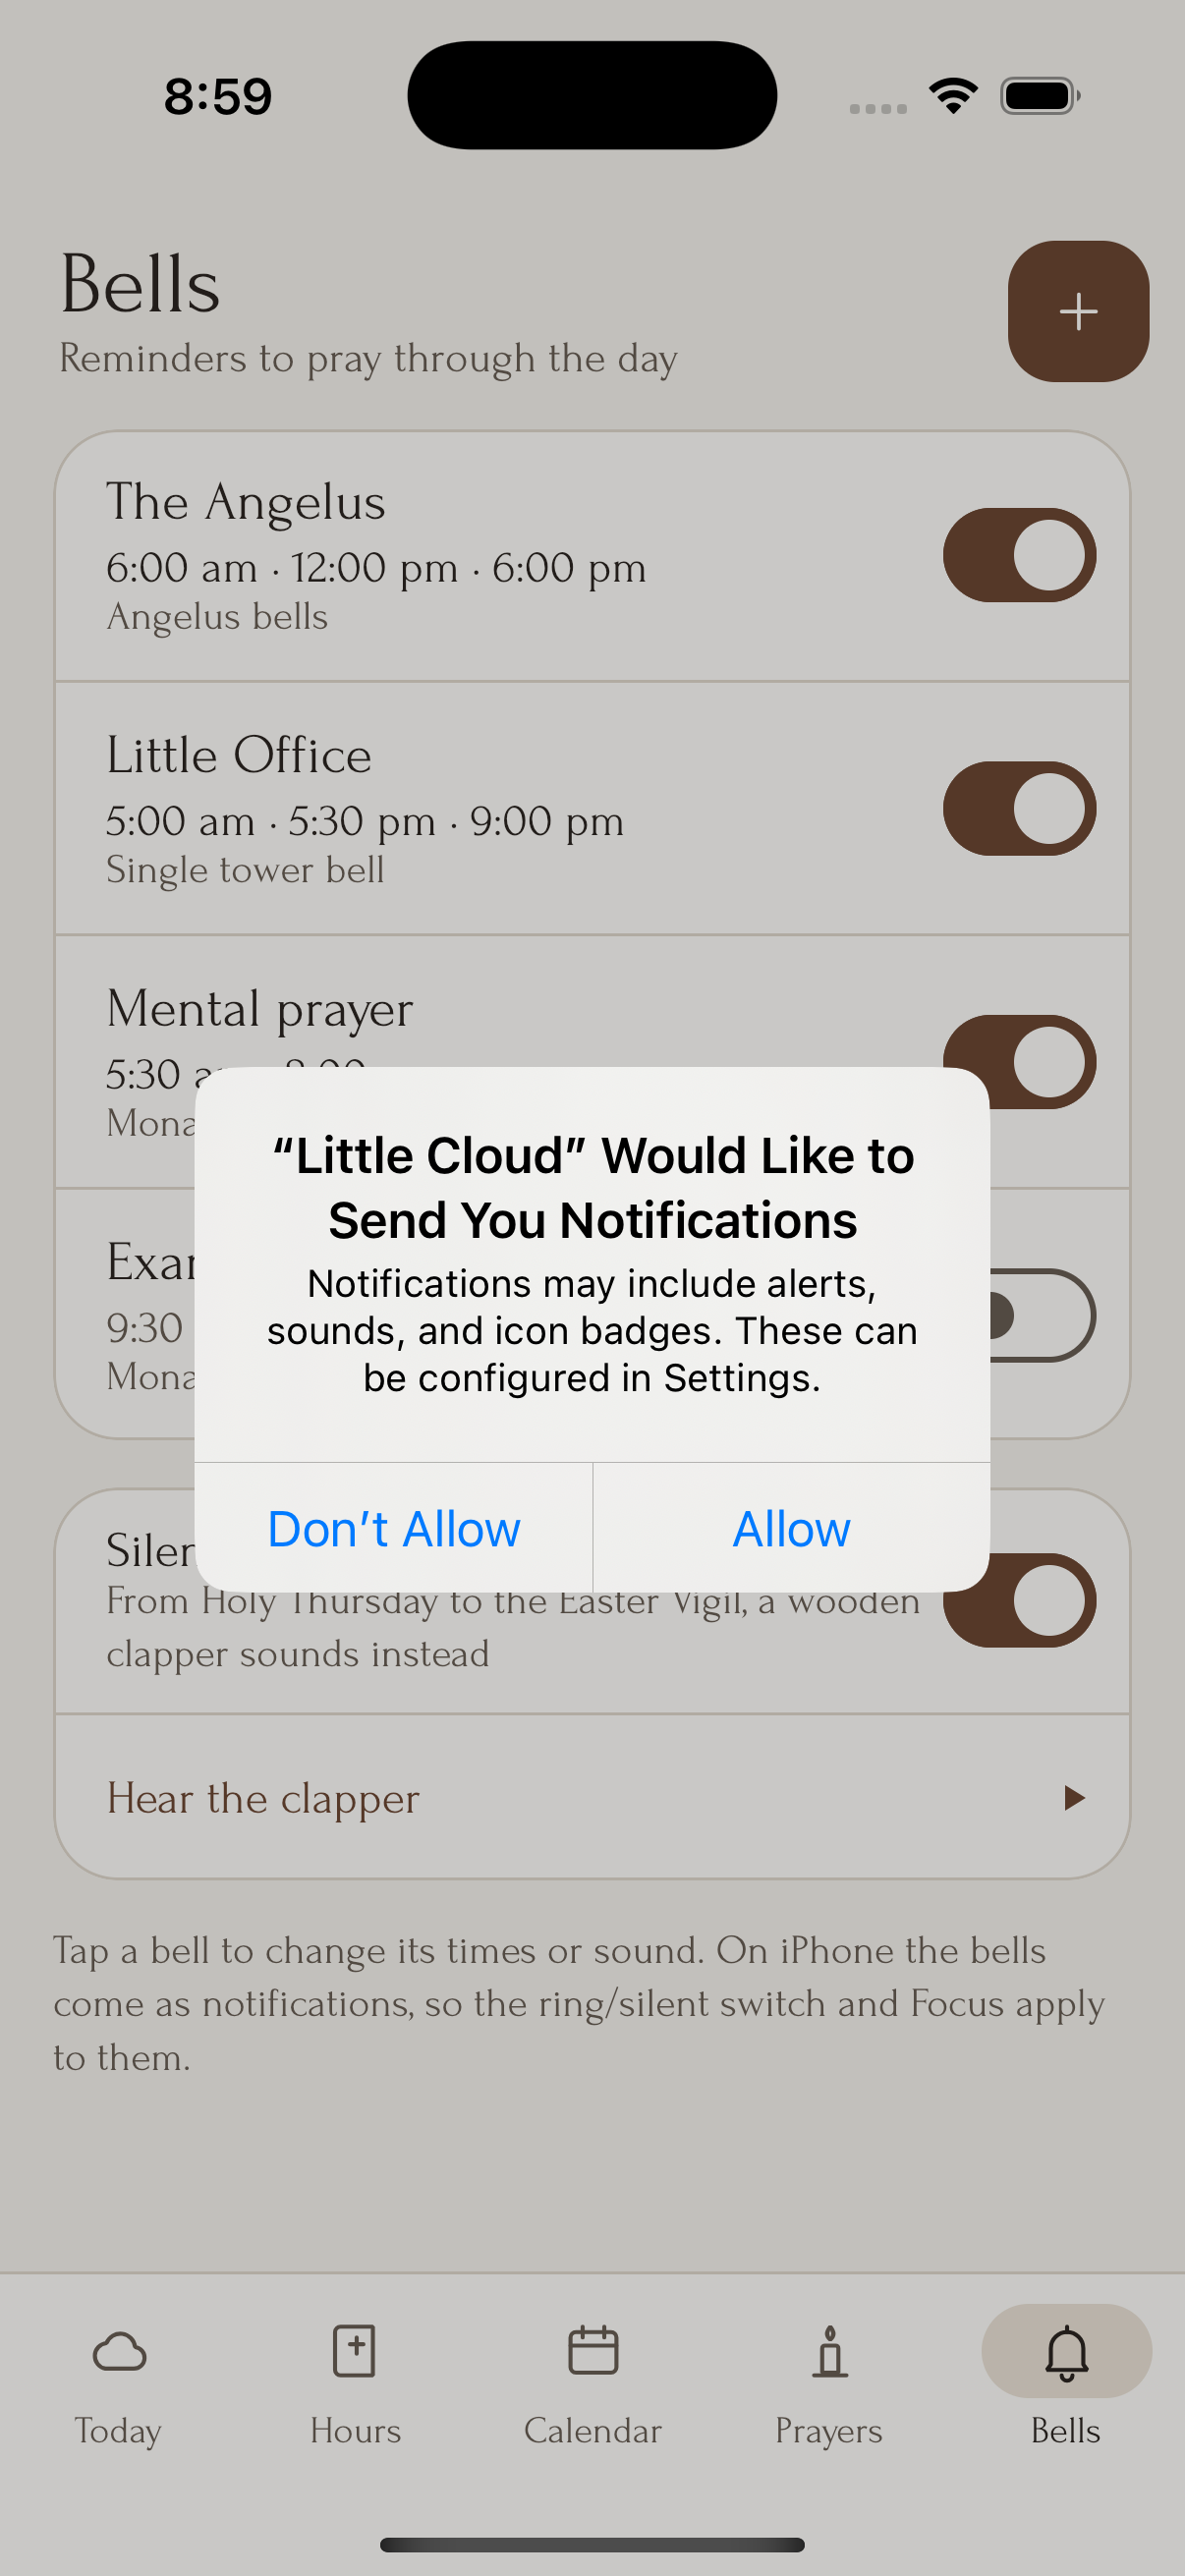 8:59
Bells
Reminders to pray through the day
The Angelus
6:00 am · 12:00 pm · 6:00 pm
Angelus bells
Little Office
5:00 am · 5:30 pm · 9:00 pm
Single tower bell
Mental prayer
5:30
“Little Cloud” Would Like to
Send You Notifications
Notifications may include alerts,
sounds, and icon badges. These can
be configured in Settings.
Don’t Allow
Allow
9:30
From Holy Thursday to the Easter Vigil, a wooden
clapper sounds instead
Hear the clapper
Tap a bell to change its times or sound. On iPhone the bells
come as notifications, so the ring/silent switch and Focus apply
to them.
Today
Hours
Calendar
Prayers
Bells